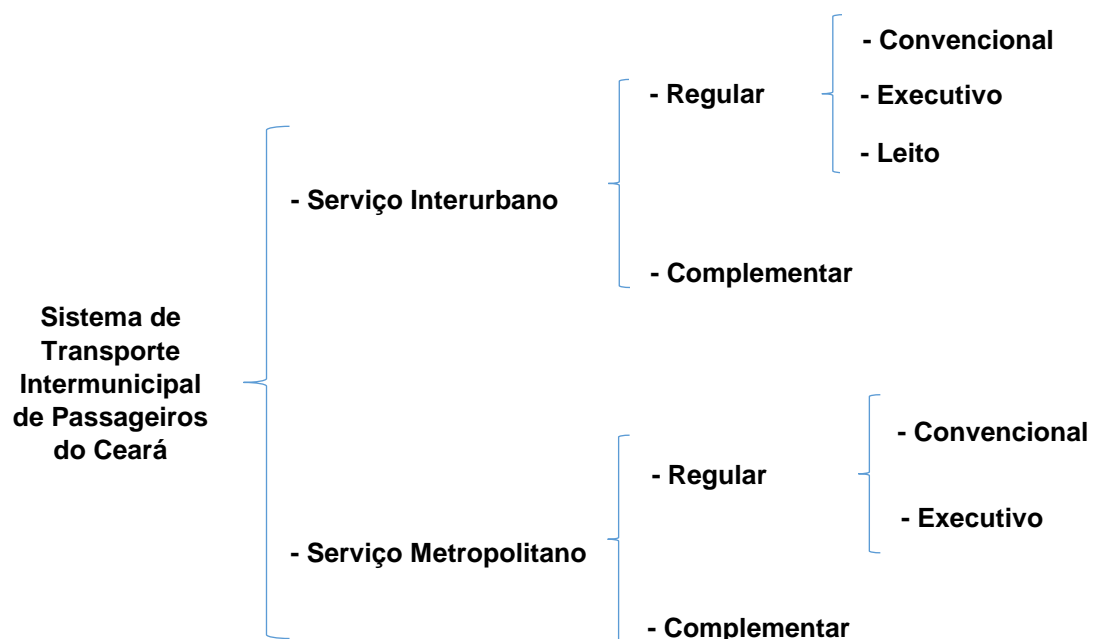 Sistema de
Transporte
Intermunicipal
de Passageiros
do Ceará
- Serviço Interurbano
- Regular
- Convencional
- Executivo
- Leito
- Complementar
- Serviço Metropolitano
- Regular
- Convencional
- Executivo
- Complementar